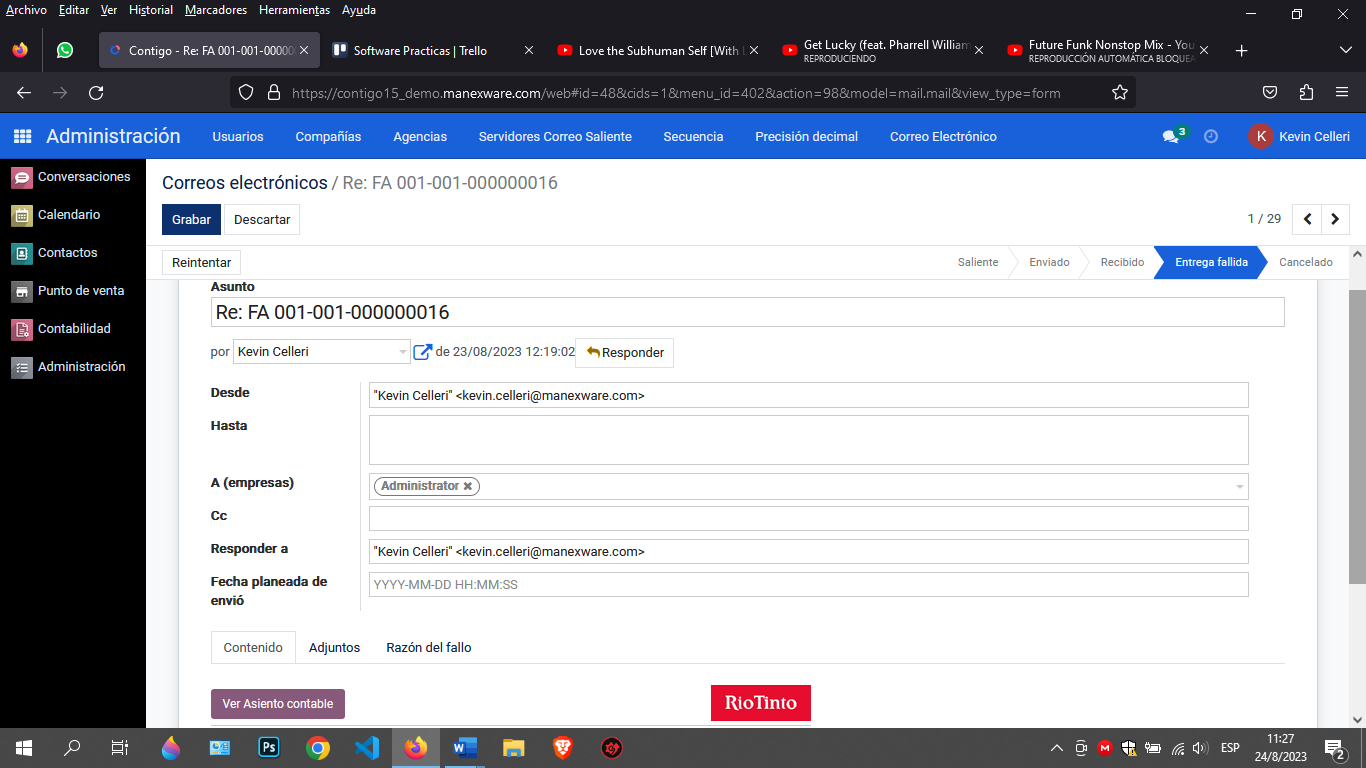 Archivo Editar Ver Historial Marcadores Herramientas Ayuda
Contigo - Re: FA 001-001-00000
Software Practicas | Trello
Love the Subhuman Self [With L
Get Lucky (feat. Pharrell William
REPRODUCIENDO
Future Funk Nonstop Mix - You
REPRODUCCIÓN AUTOMÁTICA BLOQUEA
https://contigo15_demo.manexware.com/web#id=48&cids=1&menu_id=402&action=98&model=mail.mail&view_type=form
Administración Usuarios Compañías Agencias Servidores Correo Saliente Secuencia Precisión decimal Correo Electrónico 3 K Kevin Celleri
Conversaciones
Calendario
Contactos
Punto de venta
Contabilidad
Administración
Correos electrónicos / Re: FA 001-001-000000016
Grabar Descartar 1 / 29
Reintentar Saliente Enviado Recibido Entrega fallida Cancelado
Asunto
Re: FA 001-001-000000016
por Kevin Celleri de 23/08/2023 12:19:02 Responder
Desde "Kevin Celleri" <kevin.celleri@manexware.com>
Hasta
A (empresas) Administrator
Cc
Responder a "Kevin Celleri" <kevin.celleri@manexware.com>
Fecha planeada de YYYY-MM-DD HH:MM:SS
envió
Contenido Adjuntos Razón del fallo
Ver Asiento contable RioTinto
Ps W M ESP 11:27
24/8/2023 2